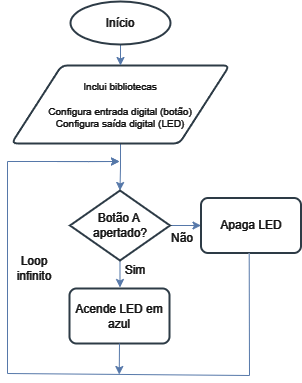 Início
Inclui bibliotecas
Configura entrada digital (botão)
Configura saída digital (LED)
Botão A
apertado?
Não
Apaga LED
Loop
infinito
Sim
Acende LED em
azul